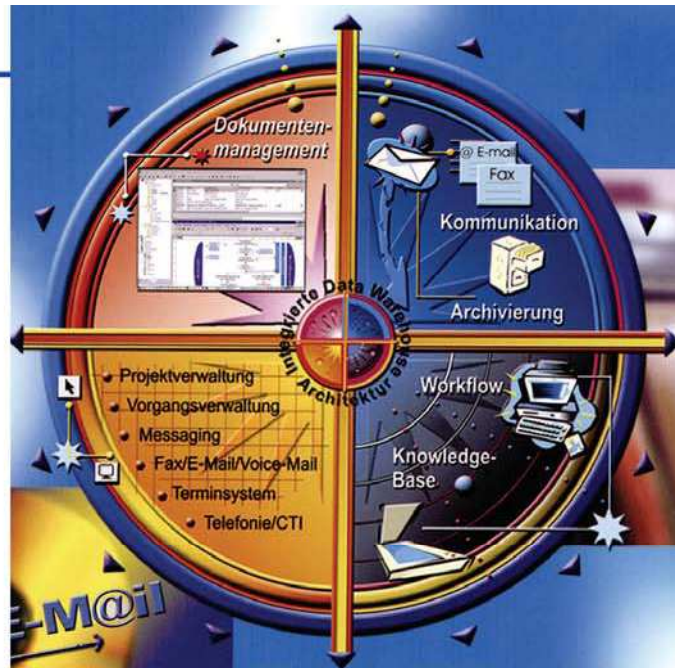 Dokumenten-
management
@ E-mail
Fax
Kommunikation
Archivierung
Integrierte Data Warehouse
Architektur
Projektverwaltung
Vorgangsverwaltung
Messaging
Fax/E-Mail/Voice-Mail
Terminsystem
Telefonie/CTI
Workflow
Knowledge-
Base
E-M@il